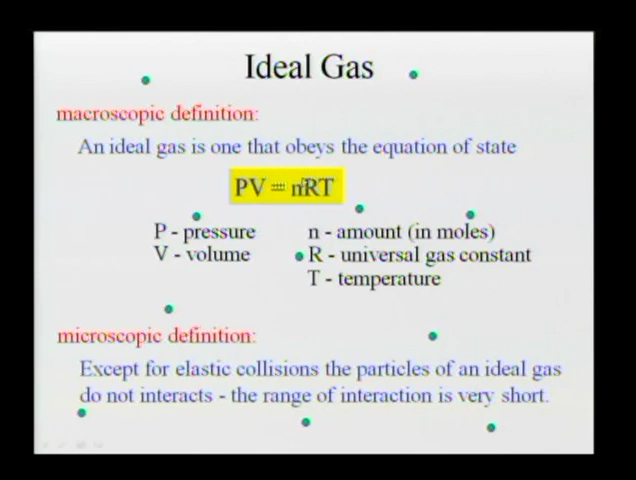 Ideal Gas
macroscopic definition:
An ideal gas is one that obeys the equation of state
PV = nRT
P - pressure
V - volume
n - amount (in moles)
R - universal gas constant
T - temperature
microscopic definition:
Except for elastic collisions the particles of an ideal gas
do not interacts - the range of interaction is very short.